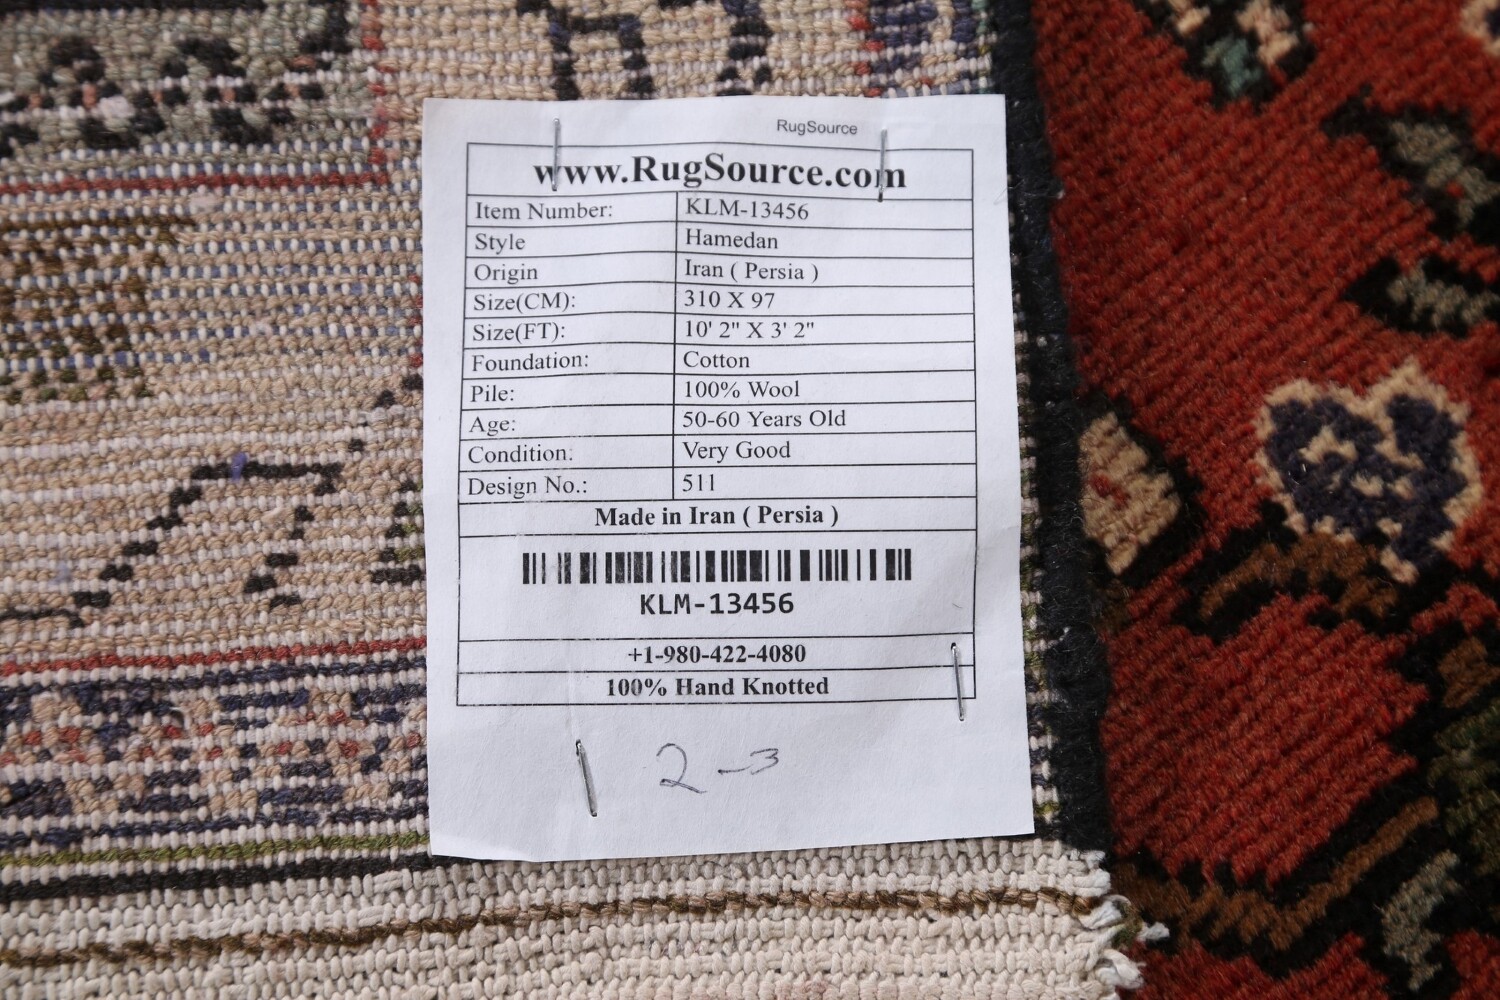 RugSource
www.RugSource.com
Item Number: KLM-13456
Style Hamedan
Origin Iran ( Persia )
Size(CM): 310 X 97
Size(FT): 10' 2" X 3' 2"
Foundation: Cotton
Pile: 100% Wool
Age: 50-60 Years Old
Condition: Very Good
Design No.: 511
Made in Iran ( Persia )
KLM-13456
+1-980-422-4080
100% Hand Knotted
2-3